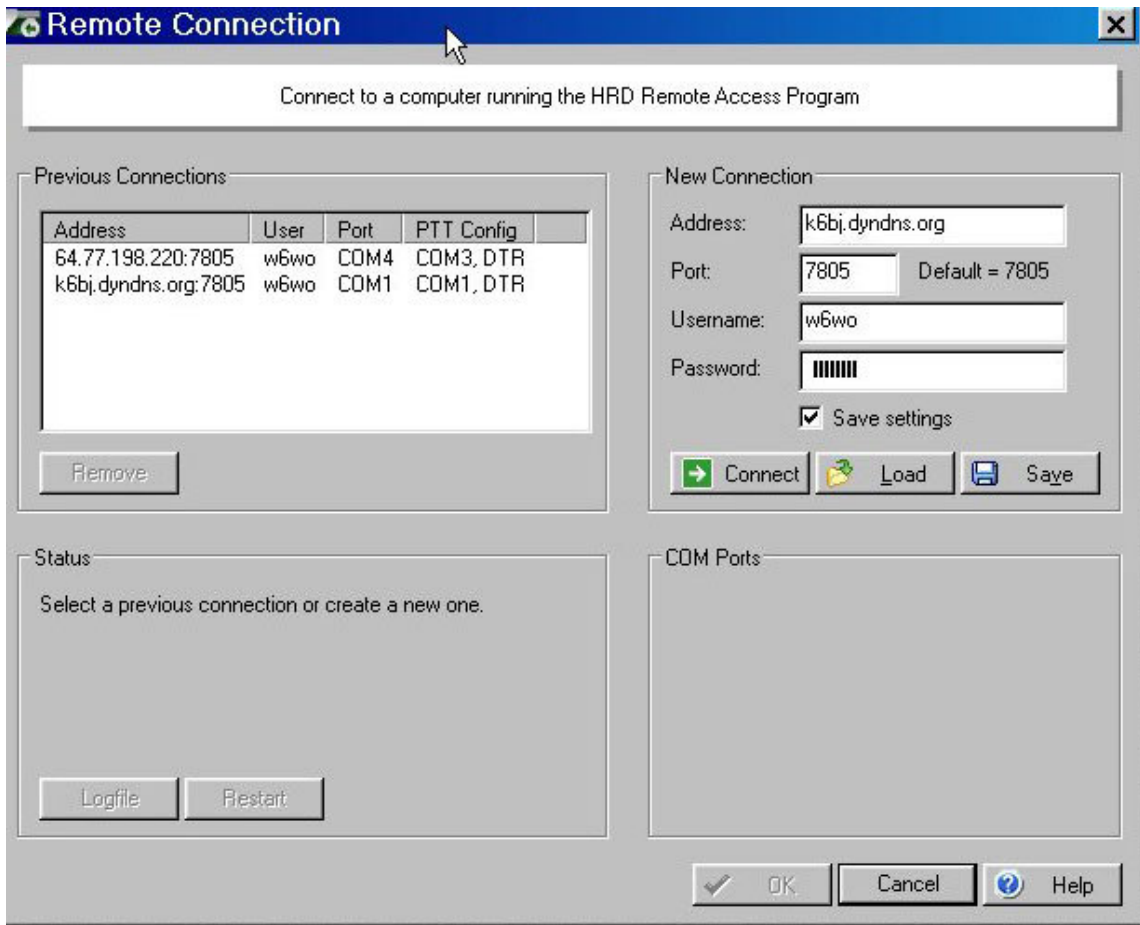 Remote Connection
Connect to a computer running the HRD Remote Access Program
Previous Connections
Address User Port PTT Config
64.77.198.220:7805 w6wo COM4 COM3, DTR
k6bj.dyndns.org:7805 w6wo COM1 COM1, DTR
Remove
New Connection
Address: k6bj.dyndns.org
Port: 7805 Default = 7805
Username: w6wo
Password:
Save settings
Connect Load Save
Status
Select a previous connection or create a new one.
Logfile Restart
COM Ports
OK Cancel Help